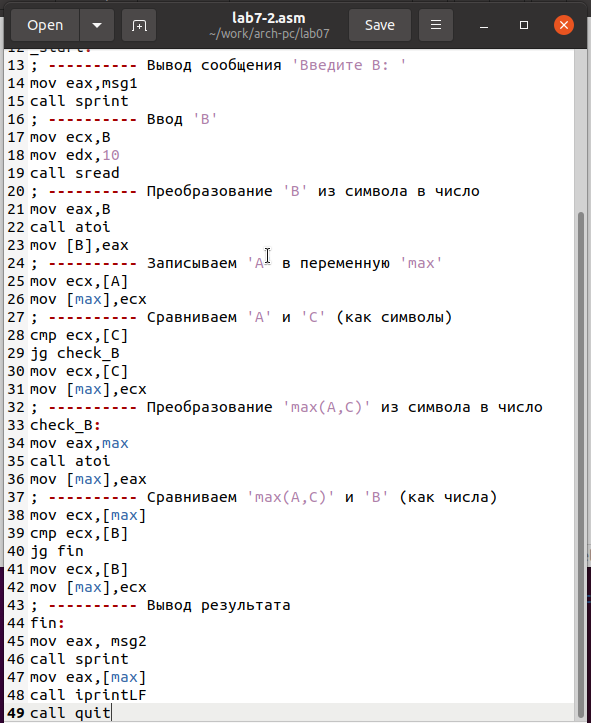 Open
lab7-2.asm
~/work/arch-pc/lab07
Save
12 _start:
13 ; ---------- Вывод сообщения 'Введите B: '
14 mov eax,msg1
15 call sprint
16 ; ---------- Ввод 'B'
17 mov ecx,B
18 mov edx,10
19 call sread
20 ; ---------- Преобразование 'B' из символа в число
21 mov eax,B
22 call atoi
23 mov [B],eax
24 ; ---------- Записываем 'A' в переменную 'max'
25 mov ecx,[A]
26 mov [max],ecx
27 ; ---------- Сравниваем 'A' и 'C' (как символы)
28 cmp ecx,[C]
29 jg check_B
30 mov ecx,[C]
31 mov [max],ecx
32 ; ---------- Преобразование 'max(A,C)' из символа в число
33 check_B:
34 mov eax,max
35 call atoi
36 mov [max],eax
37 ; ---------- Сравниваем 'max(A,C)' и 'B' (как числа)
38 mov ecx,[max]
39 cmp ecx,[B]
40 jg fin
41 mov ecx,[B]
42 mov [max],ecx
43 ; ---------- Вывод результата
44 fin:
45 mov eax, msg2
46 call sprint
47 mov eax,[max]
48 call iprintLF
49 call quit